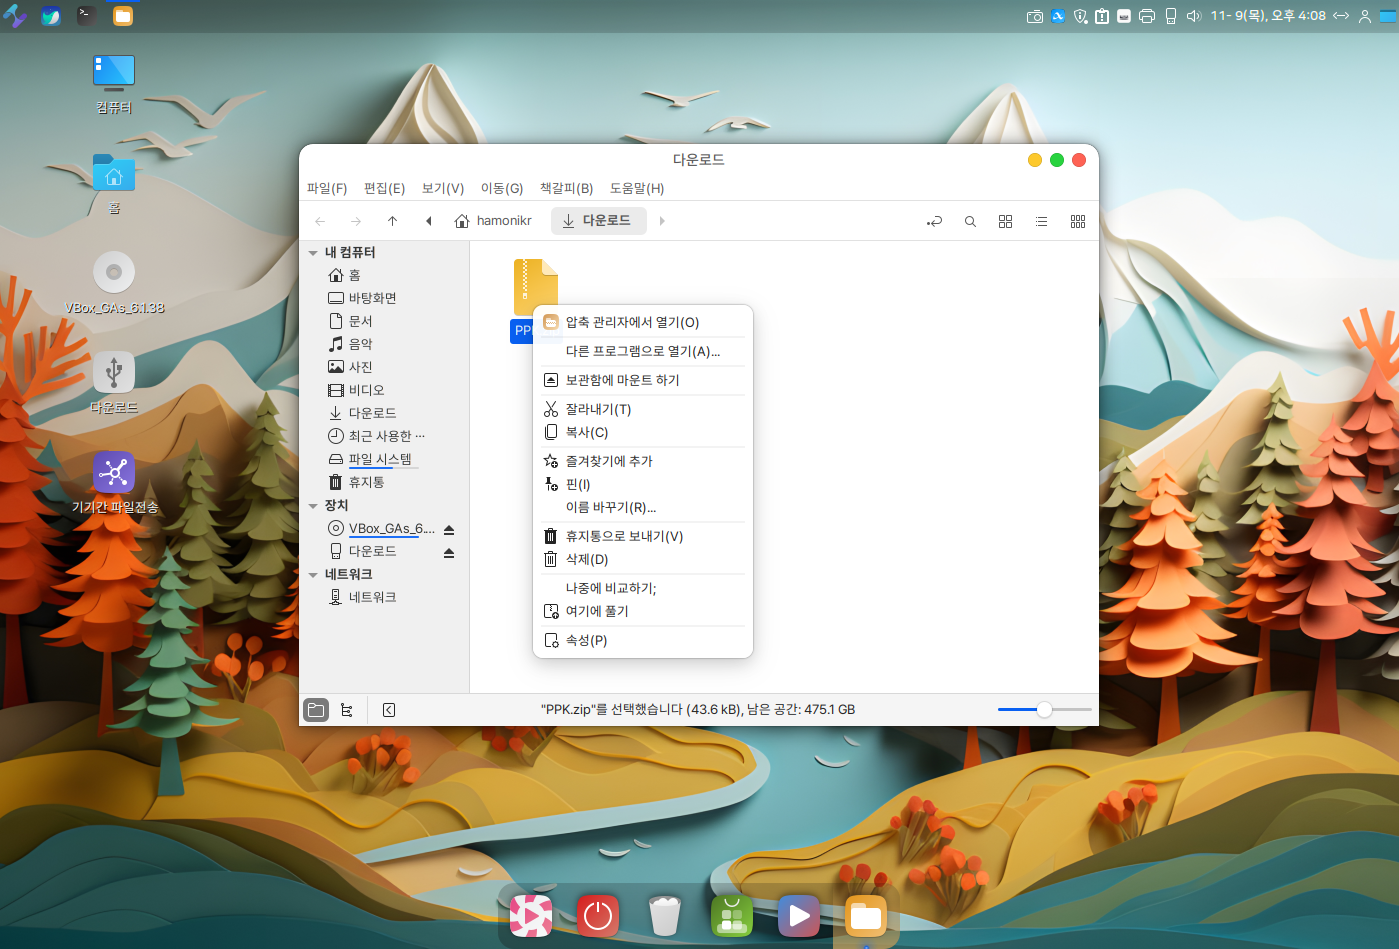 11- 9(목), 오후 4:08
컴퓨터
홈
VBox_GAs_6.1.38
다운로드
기기간 파일전송
다운로드
파일(F) 편집(E) 보기(V) 이동(G) 책갈피(B) 도움말(H)
hamonikr 다운로드
내 컴퓨터
홈
바탕화면
문서
음악
사진
비디오
다운로드
최근 사용한 ...
파일 시스템
휴지통
장치
VBox_GAs_6....
다운로드
네트워크
네트워크
PP
압축 관리자에서 열기(O)
다른 프로그램으로 열기(A)...
보관함에 마운트 하기
잘라내기(T)
복사(C)
즐겨찾기에 추가
핀(I)
이름 바꾸기(R)...
휴지통으로 보내기(V)
삭제(D)
나중에 비교하기;
여기에 풀기
속성(P)
"PPK.zip"를 선택했습니다 (43.6 kB), 남은 공간: 475.1 GB